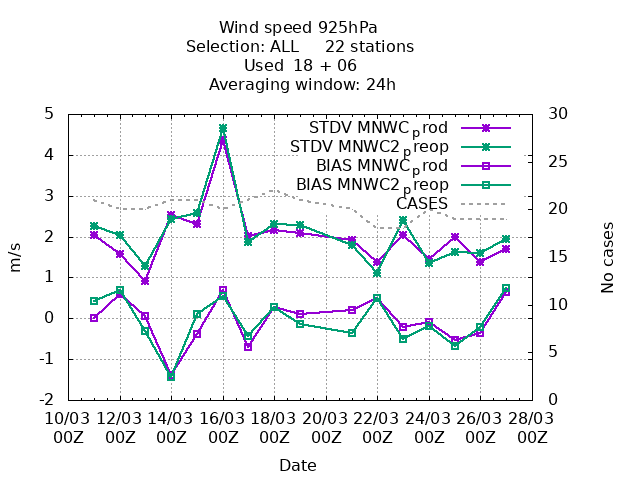 Wind speed 925hPa
Selection: ALL     22 stations
Used  18 + 06
Averaging window: 24h
STDV MNWC_prod
STDV MNWC2_preop
BIAS MNWC_prod
BIAS MNWC2_preop
CASES
5
4
3
2
1
0
-1
-2
m/s
30
25
20
15
10
5
0
No cases
10/03 12/03 14/03 16/03 18/03 20/03 22/03 24/03 26/03 28/03
00Z 00Z 00Z 00Z 00Z 00Z 00Z 00Z 00Z 00Z
Date